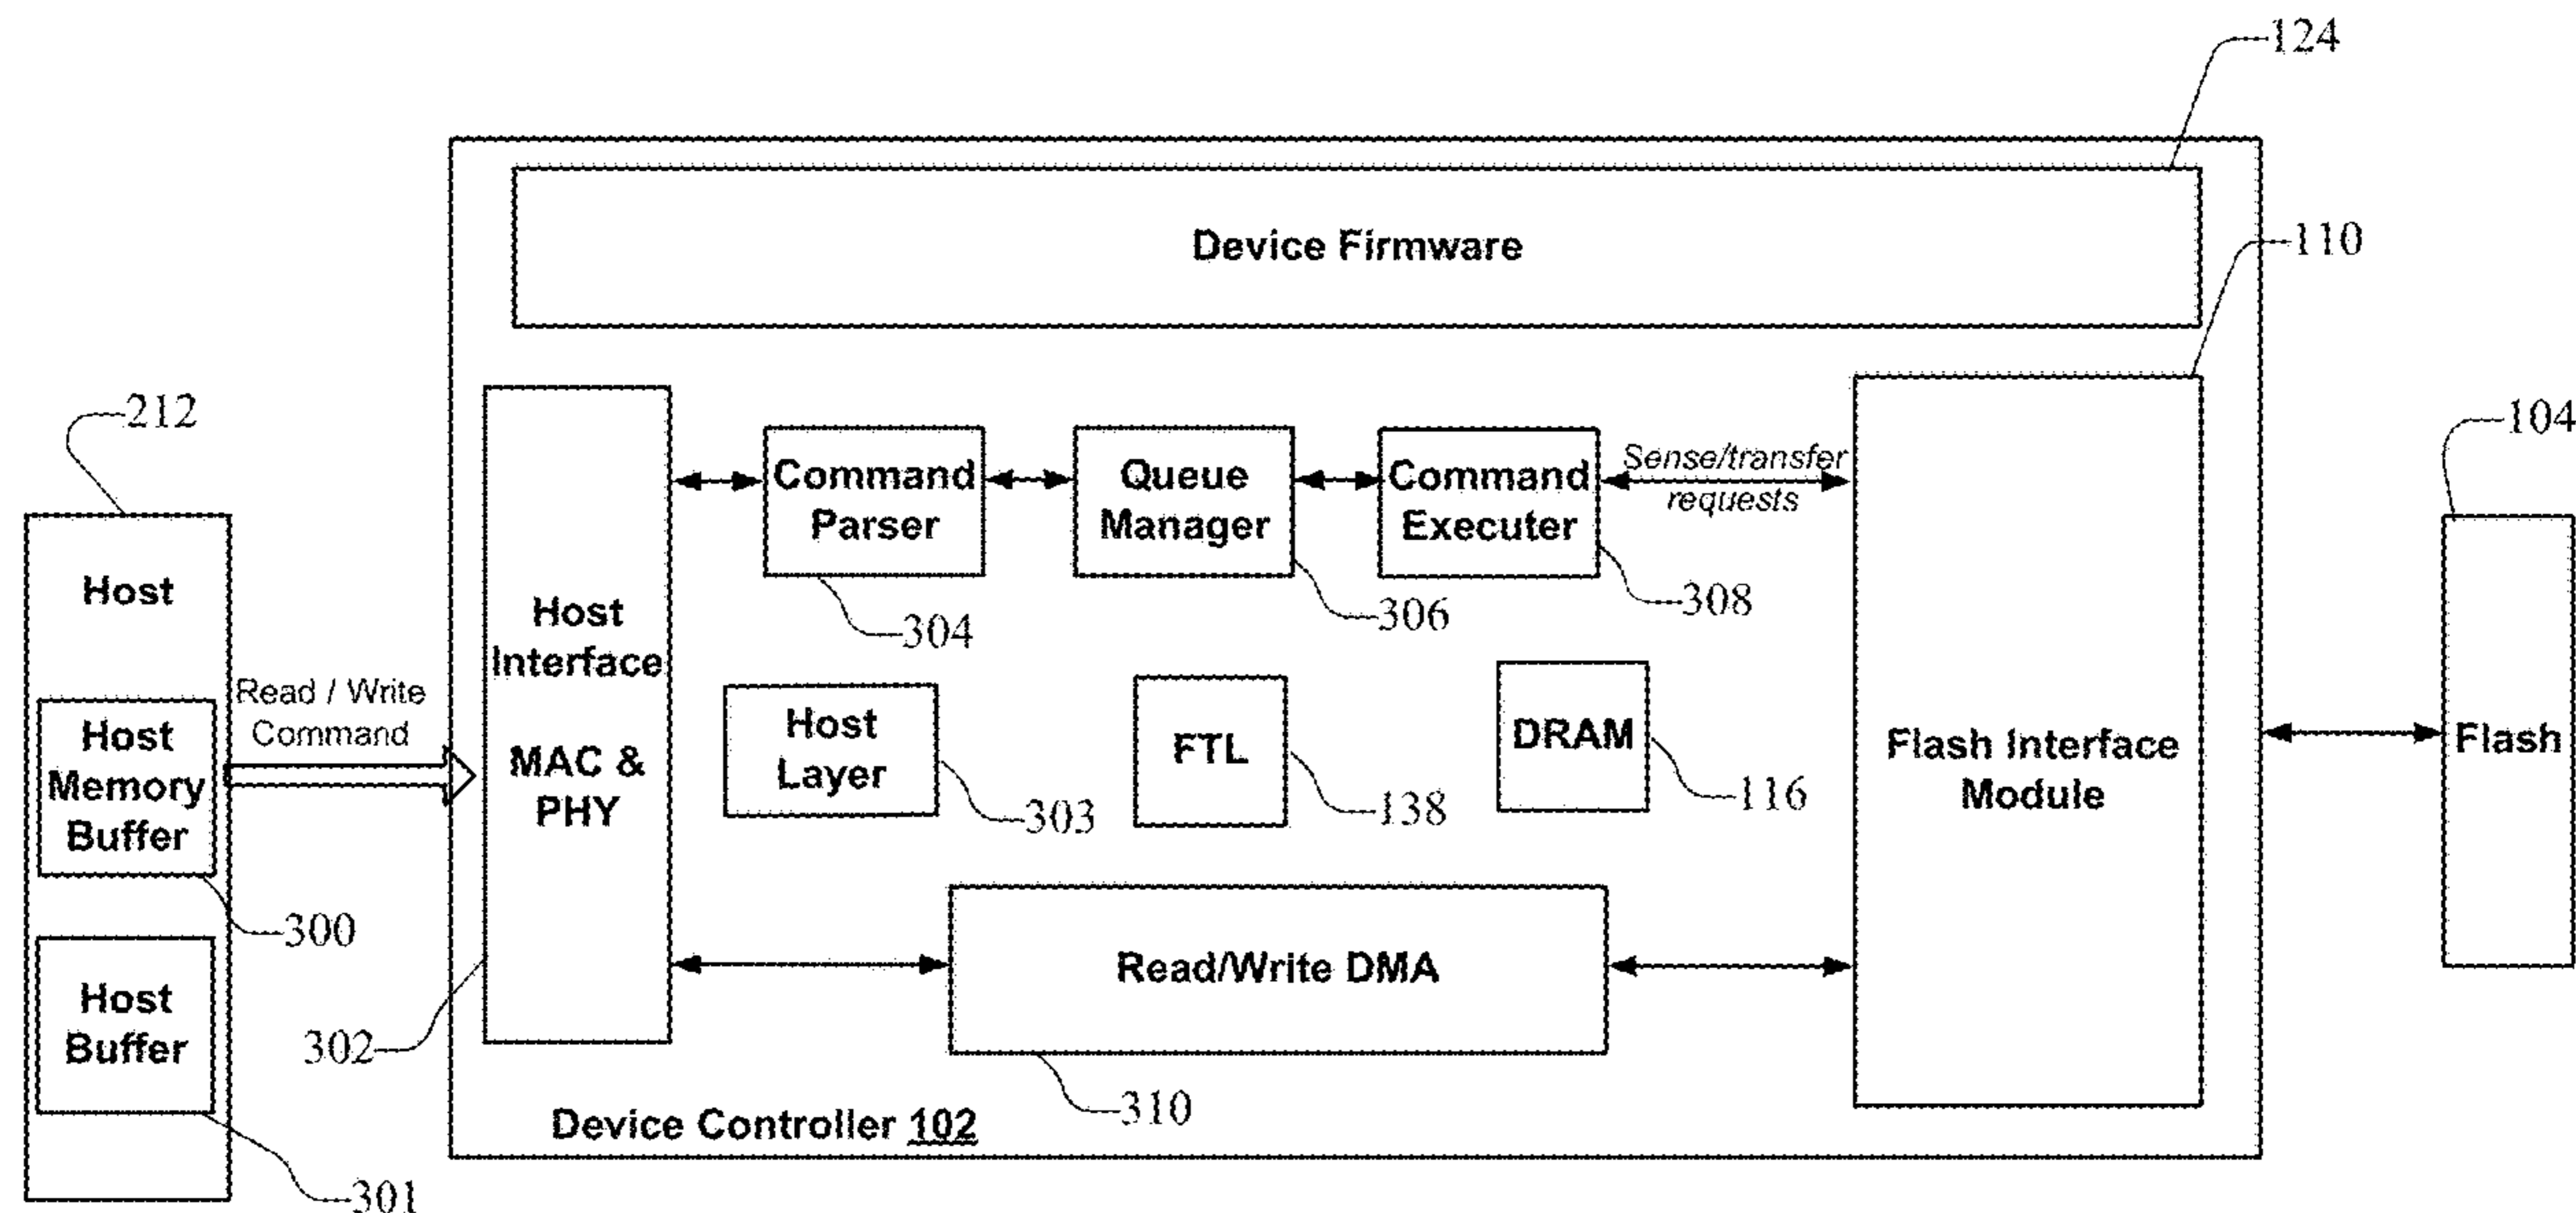 124
Device Firmware
110
212
104
Host
Host
Memory
Buffer
300
Host
Buffer
301
Read / Write
Command
Host
Interface
MAC &
PHY
302
Command
Parser
304
Queue
Manager
306
Command
Executer
308
Sense/transfer
requests
Host
Layer
303
FTL
138
DRAM
116
Flash Interface
Module
Flash
Read/Write DMA
310
Device Controller 102